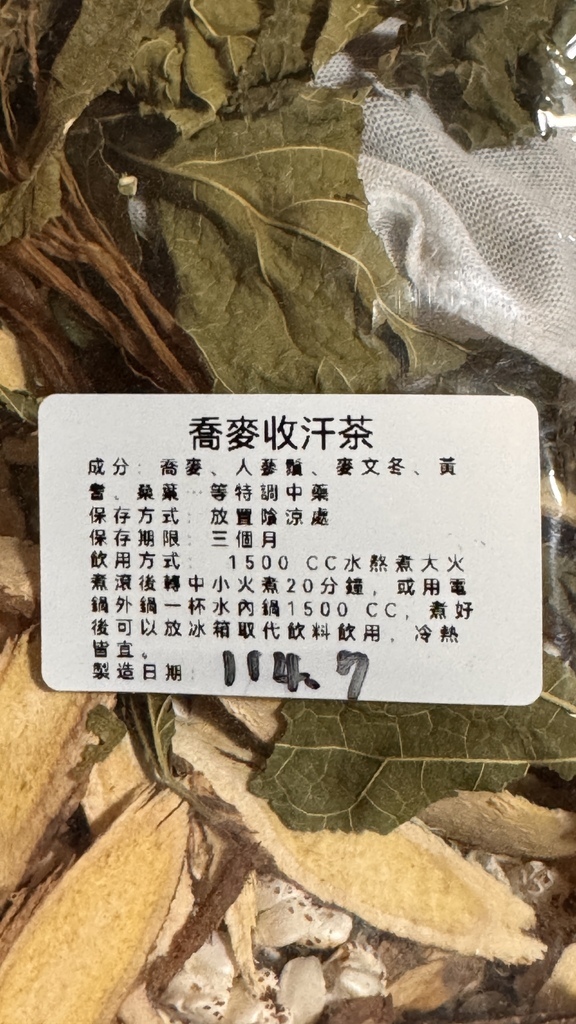 喬麥收汗茶
成分: 喬麥、人蔘鬚、麥文冬、黃
耆、桑葉…等特調中藥
保存方式: 放置陰涼處
保存期限: 三個月
飲用方式: 1500 CC水熬煮大火
煮滾後轉中小火煮20分鐘, 或用電
鍋外鍋一杯水內鍋1500 CC, 煮好
後可以放冰箱取代飲料飲用, 冷熱
皆宜。
製造日期: 114.7